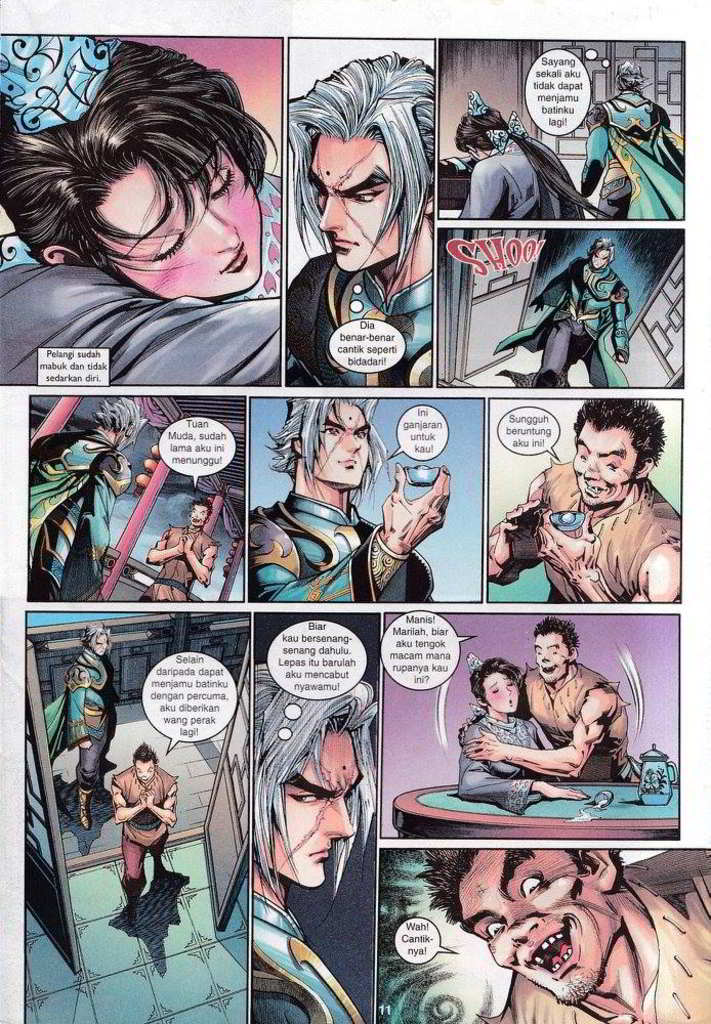 Pelangi sudah
mabuk dan tidak
sedarkan diri.
Dia
benar-benar
cantik seperti
bidadari!
Sayang
sekali aku
tidak dapat
menjamu
batinku
lagi!
SHOO!
Tuan
Muda, sudah
lama aku ini
menunggu!
Ini
ganjaran
untuk
kau!
Sungguh
beruntung
aku ini!
Selain
daripada dapat
menjamu batinku
dengan percuma,
aku diberikan
wang perak
lagi!
Biar
kau bersenang-
senang dahulu.
Lepas itu barulah
aku mencabut
nyawamu!
Manis!
Marilah, biar
aku tengok
macam mana
rupanya kau
ini?
Wah!
Cantik-
nya!
11